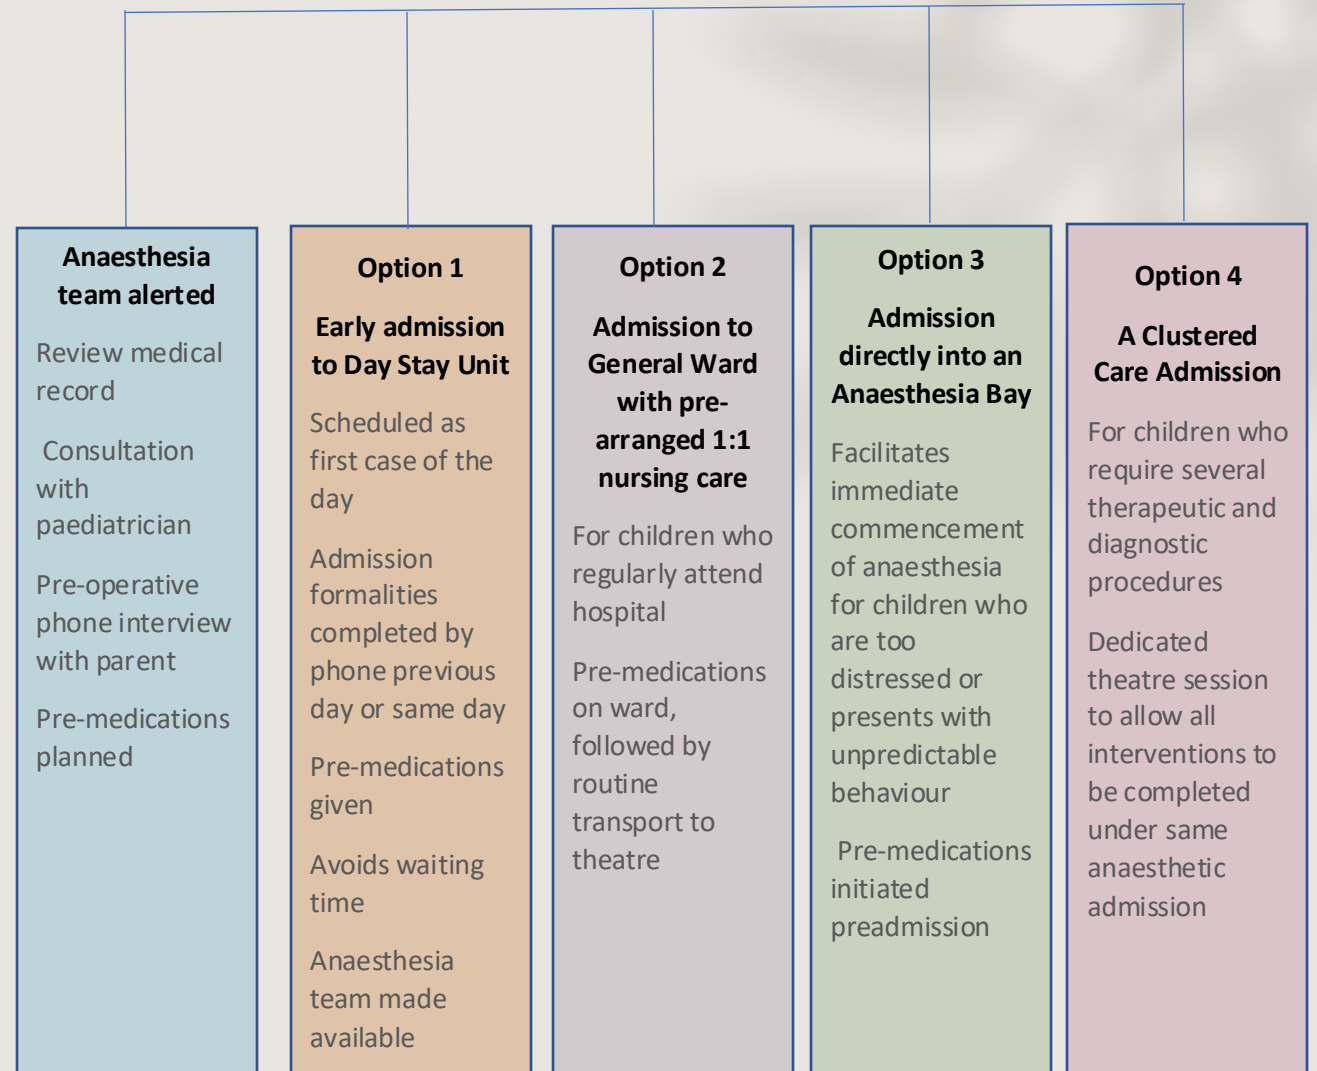 Anaesthesia
team alerted
Review medical
record
Consultation
with
paediatrician
Pre-operative
phone interview
with parent
Pre-medications
planned
Option 1
Early admission
to Day Stay Unit
Scheduled as
first case of the
day
Admission
formalities
completed by
phone previous
day or same day
Pre-medications
given
Avoids waiting
time
Anaesthesia
team made
available
Option 2
Admission to
General Ward
with pre-
arranged 1:1
nursing care
For children who
regularly attend
hospital
Pre-medications
on ward,
followed by
routine
transport to
theatre
Option 3
Admission
directly into an
Anaesthesia Bay
Facilitates
immediate
commencement
of anaesthesia
for children who
are too
distressed or
presents with
unpredictable
behaviour
Pre-medications
initiated
preadmission
Option 4
A Clustered
Care Admission
For children who
require several
therapeutic and
diagnostic
procedures
Dedicated
theatre session
to allow all
interventions to
be completed
under same
anaesthetic
admission